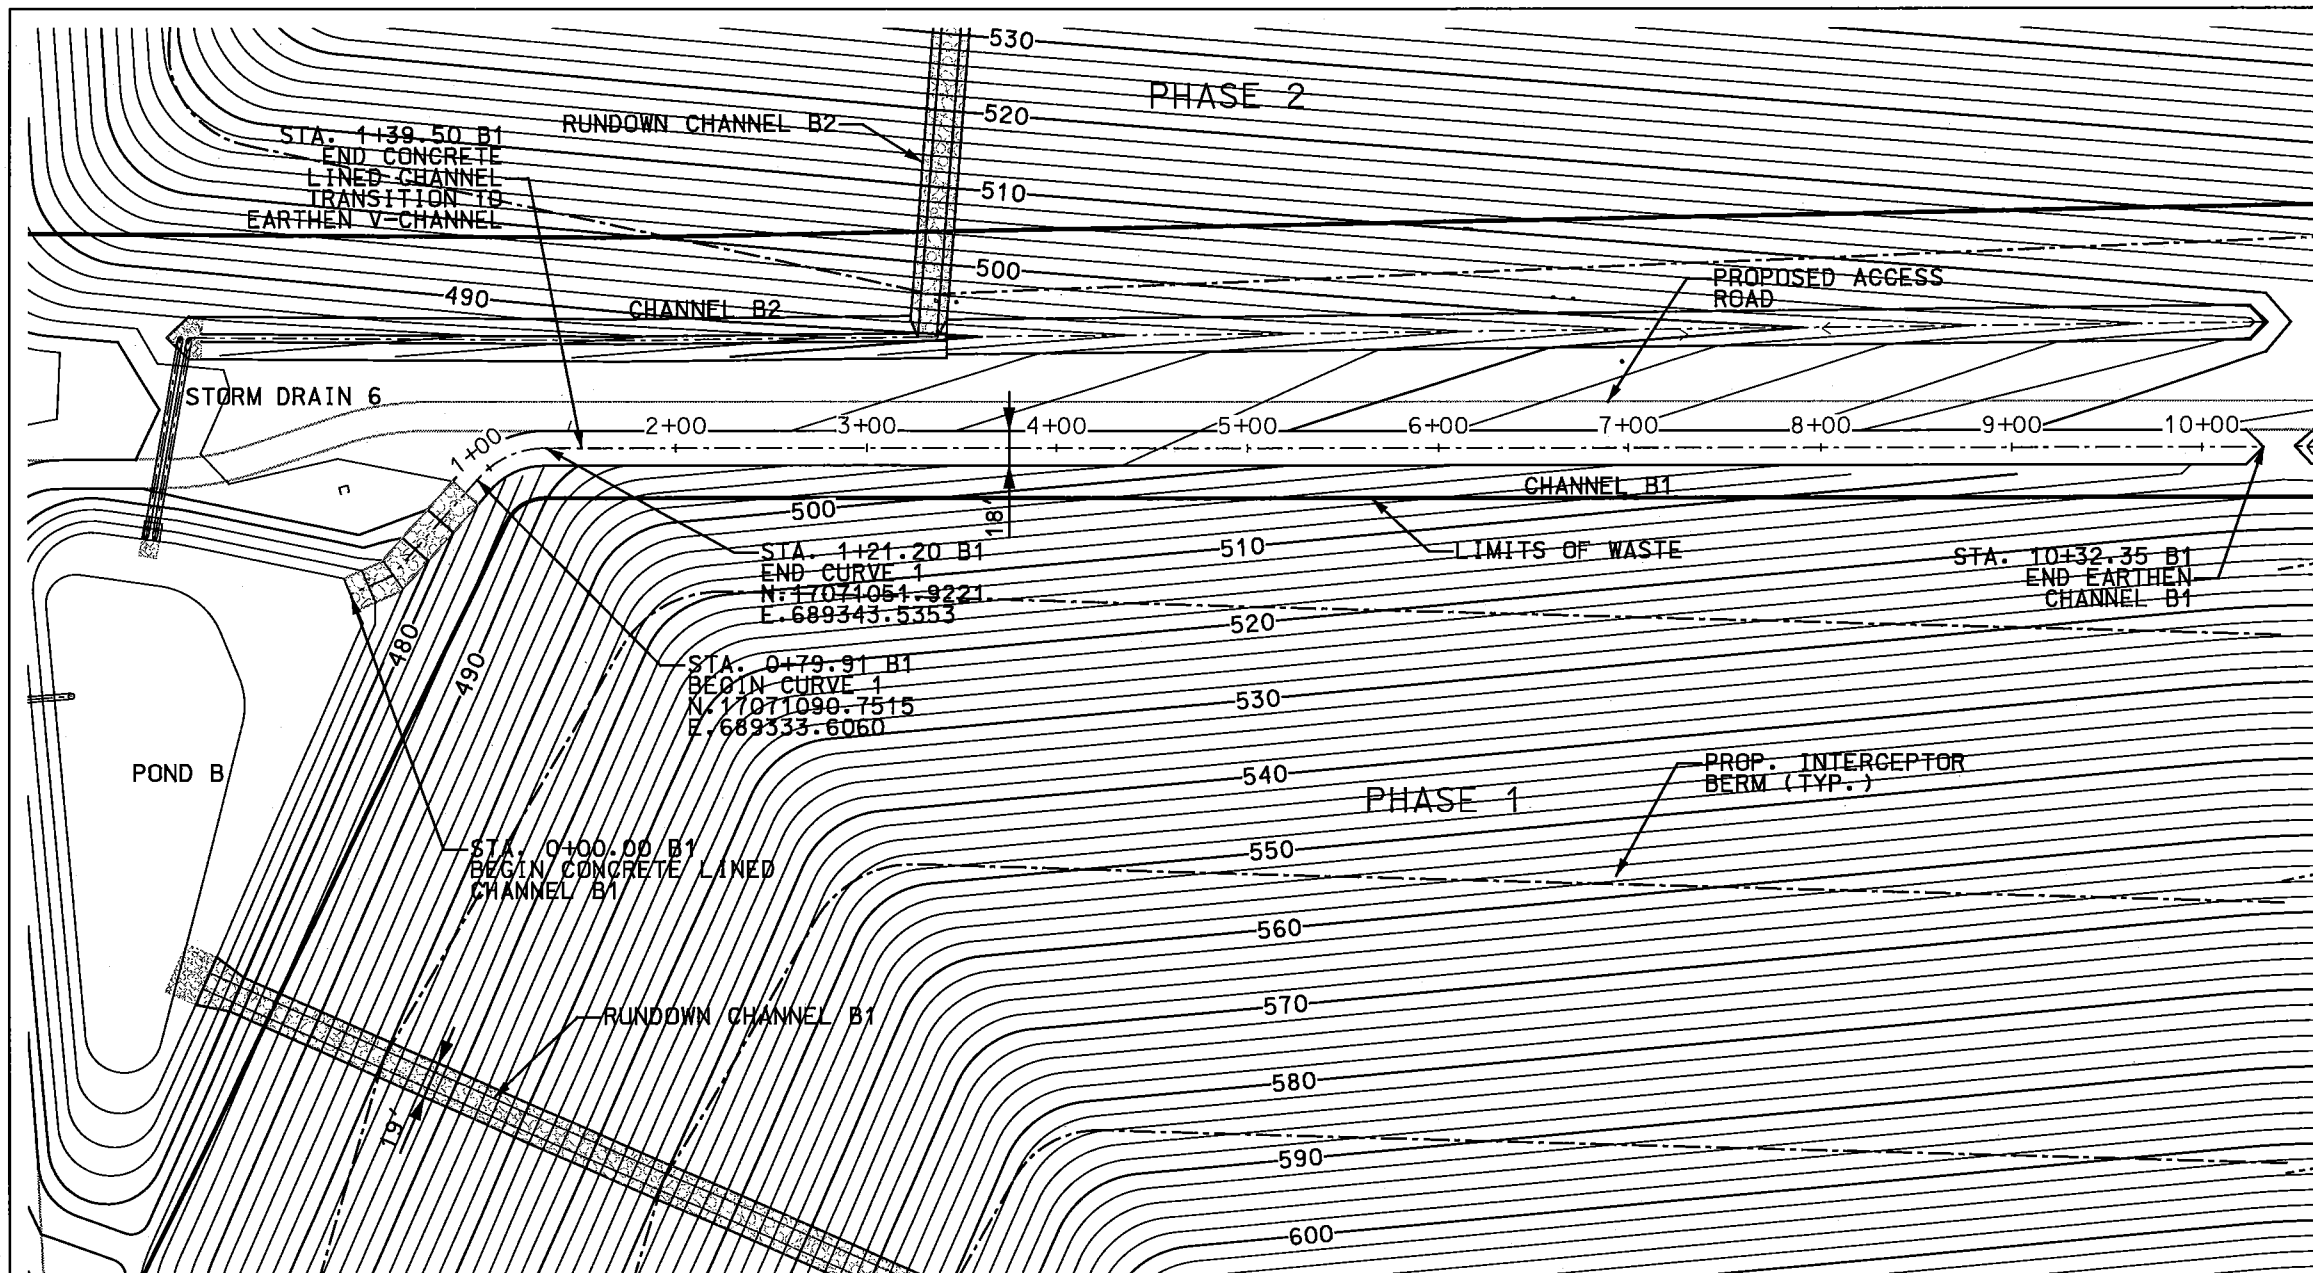 530
PHASE 2
520
RUNDOWN CHANNEL B2
STA. 1+39.50 B1
END CONCRETE
LINED CHANNEL
TRANSITION TO
EARTHEN V-CHANNEL
510
500
PROPOSED ACCESS
ROAD
490
CHANNEL B2
STORM DRAIN 6
1+00
2+00
3+00
4+00
5+00
6+00
7+00
8+00
9+00
10+00
CHANNEL B1
500
18'
510
LIMITS OF WASTE
STA. 1+21.20 B1
END CURVE 1
N.17071051.9221
E.689343.5353
STA. 10+32.35 B1
END EARTHEN
CHANNEL B1
520
480
490
STA. 0+79.91 B1
BEGIN CURVE 1
N.17071090.7515
E.689333.6060
530
POND B
540
PROP. INTERCEPTOR
BERM (TYP.)
PHASE 1
STA. 0+00.00 B1
BEGIN CONCRETE LINED
CHANNEL B1
550
560
570
RUNDOWN CHANNEL B1
580
19'
590
600